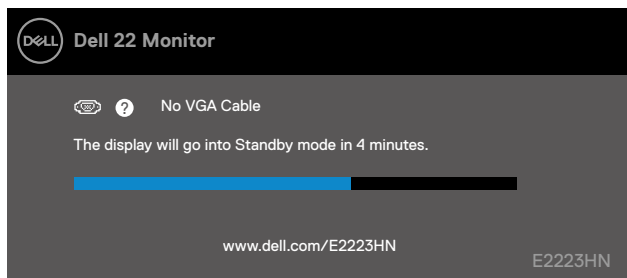 DELL Dell 22 Monitor
? No VGA Cable
The display will go into Standby mode in 4 minutes.
www.dell.com/E2223HN
E2223HN